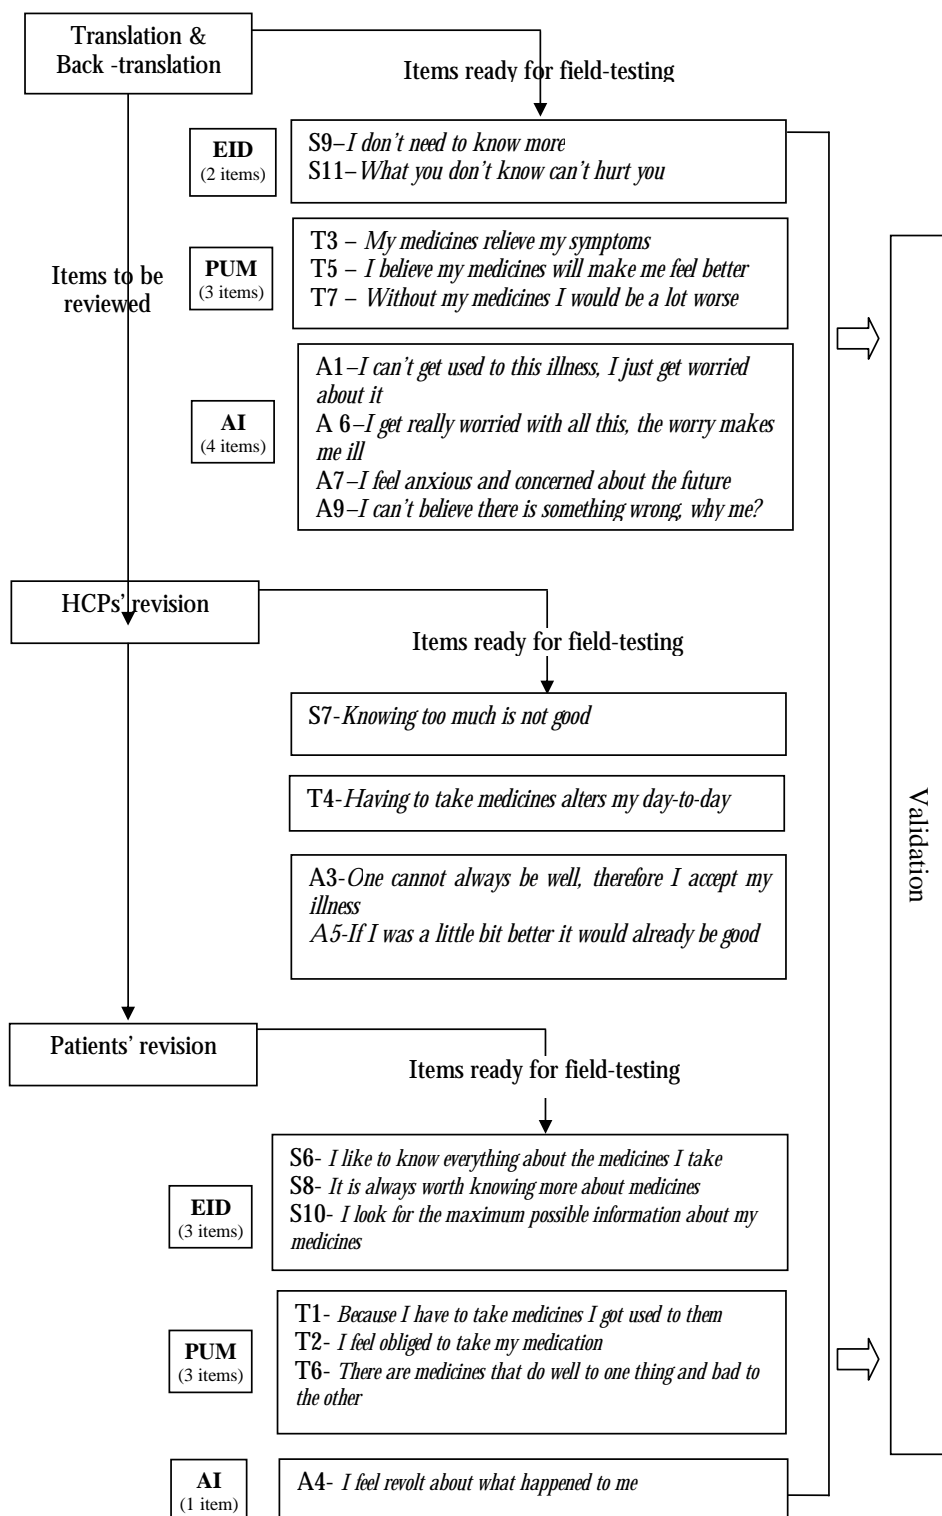 Translation &
Back -translation
Items ready for field-testing
EID
(2 items)
S9–I don't need to know more
S11–What you don't know can't hurt you
Items to be
reviewed
PUM
(3 items)
T3 – My medicines relieve my symptoms
T5 – I believe my medicines will make me feel better
T7 – Without my medicines I would be a lot worse
AI
(4 items)
A1–I can't get used to this illness, I just get worried
about it
A 6–I get really worried with all this, the worry makes
me ill
A7–I feel anxious and concerned about the future
A9–I can't believe there is something wrong, why me?
HCPs' revision
Items ready for field-testing
S7-Knowing too much is not good
T4-Having to take medicines alters my day-to-day
A3-One cannot always be well, therefore I accept my
illness
A5-If I was a little bit better it would already be good
Validation
Patients' revision
Items ready for field-testing
EID
(3 items)
S6- I like to know everything about the medicines I take
S8- It is always worth knowing more about medicines
S10- I look for the maximum possible information about my
medicines
PUM
(3 items)
T1- Because I have to take medicines I got used to them
T2- I feel obliged to take my medication
T6- There are medicines that do well to one thing and bad to
the other
AI
(1 item)
A4- I feel revolt about what happened to me